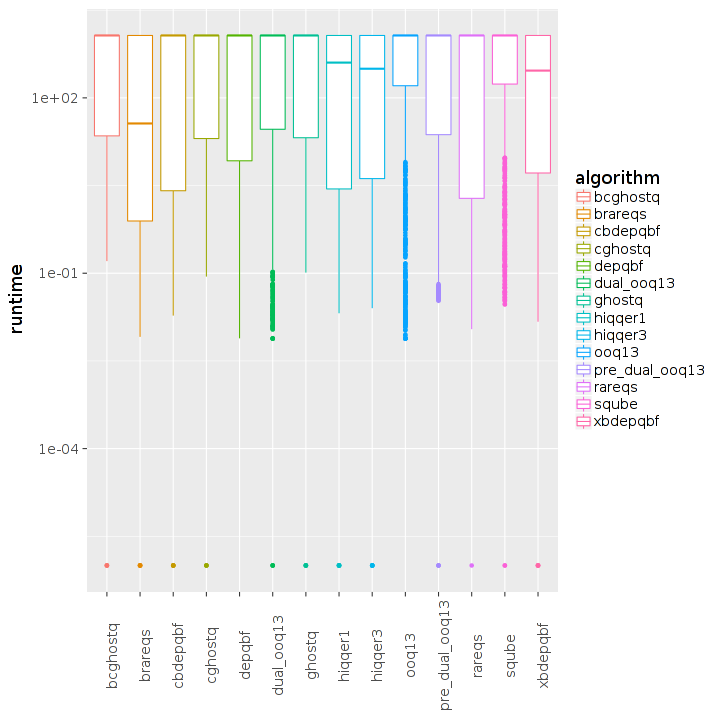 1e+02
1e-01
1e-04
runtime
bcghostq
brareqs
cbdepqbf
cghostq
depqbf
dual_ooq13
ghostq
hiqqer1
hiqqer3
ooq13
pre_dual_ooq13
rareqs
sqube
xbdepqbf
algorithm
bcghostq
brareqs
cbdepqbf
cghostq
depqbf
dual_ooq13
ghostq
hiqqer1
hiqqer3
ooq13
pre_dual_ooq13
rareqs
sqube
xbdepqbf